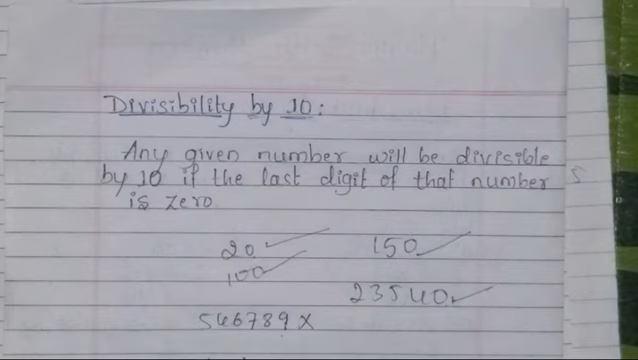 Divisibility by 10:
Any given number will be divisible
by 10 if the last digit of that number
is zero.
20 ✓ 150 ✓
100 ✓
23540 ✓
546789 x